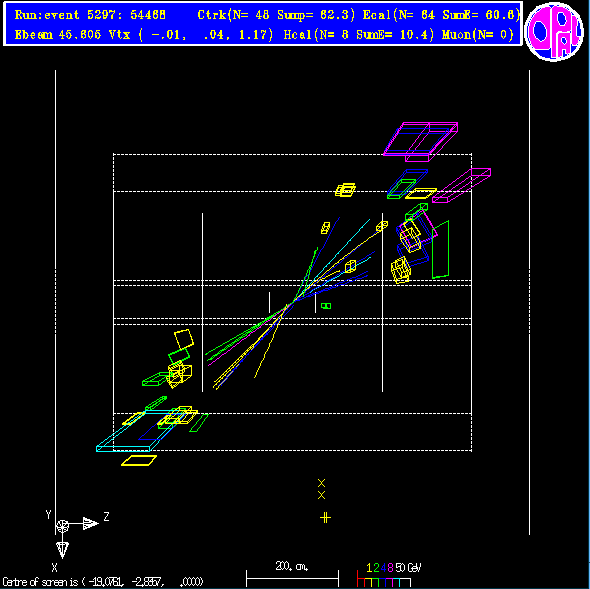 Run:event 5297: 54468 Ctrk(N= 48 Sump= 62.3) Ecal(N= 64 SumE= 60.6)
Ebeam 45.605 Vtx ( -.01, .04, 1.17) Hcal(N= 8 SumE= 10.4) Muon(N= 0)
OPAL
Y
Z
X
200. cm.
1 2 4 8 50 GeV
Centre of screen is ( -19.0761, -2.8857, .0000)